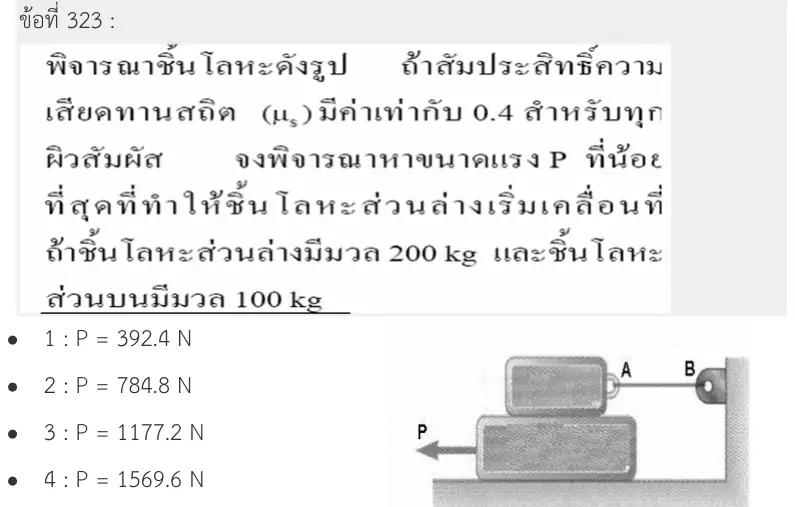 ข้อที่ 323 :
พิจารณาชิ้นโลหะดังรูป ถ้าสัมประสิทธิ์ความ
เสียดทานสถิต (μs) มีค่าเท่ากับ 0.4 สำหรับทุก
ผิวสัมผัส จงพิจารณาหาขนาดแรง P ที่น้อย
ที่สุดที่ทำให้ชิ้นโลหะส่วนล่างเริ่มเคลื่อนที่
ถ้าชิ้นโลหะส่วนล่างมีมวล 200 kg และชิ้นโลหะ
ส่วนบนมีมวล 100 kg
1 : P = 392.4 N
2 : P = 784.8 N
3 : P = 1177.2 N
4 : P = 1569.6 N
A
B
P